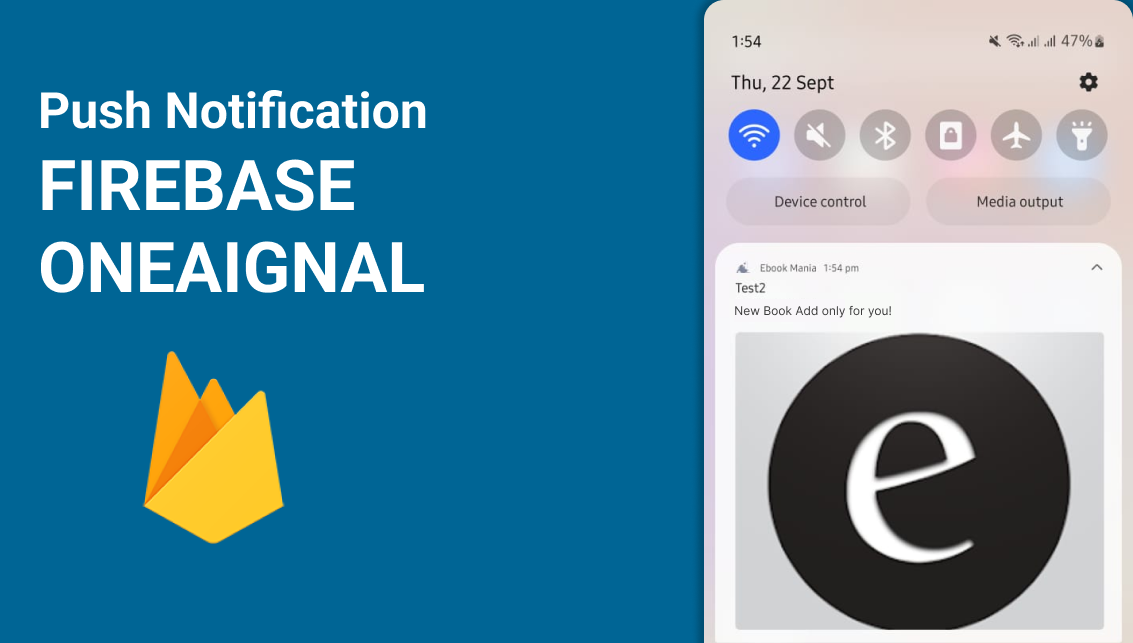 Push Notification
FIREBASE
ONEAIGNAL
1:54
47%
Thu, 22 Sept
Device control
Media output
Ebook Mania 1:54 pm
Test2
New Book Add only for you!
e